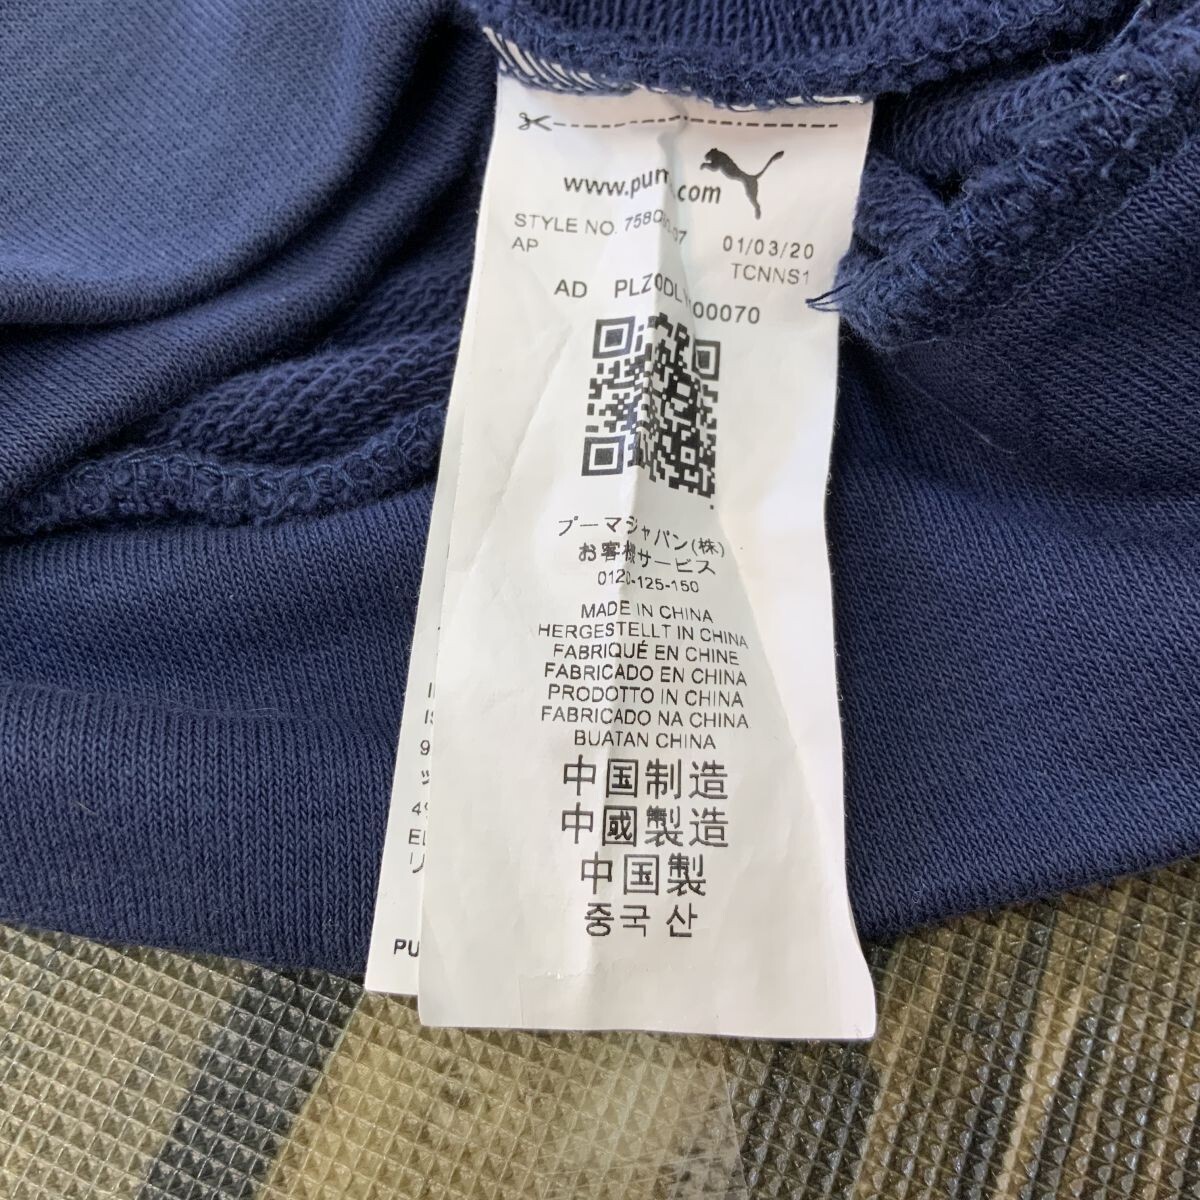 STYLE NO.
01/03/20
AP
TCNNS1
AD
プーマジャパン(株)
お客様サービス
0120-125-150
MADE IN CHINA
HERGESTELLT IN CHINA
FABRIQUÉ EN CHINE
FABRICADO EN CHINA
PRODOTTO IN CHINA
FABRICADO NA CHINA
BUATAN CHINA
中国制造
中國製造
中国製
중국산
PU